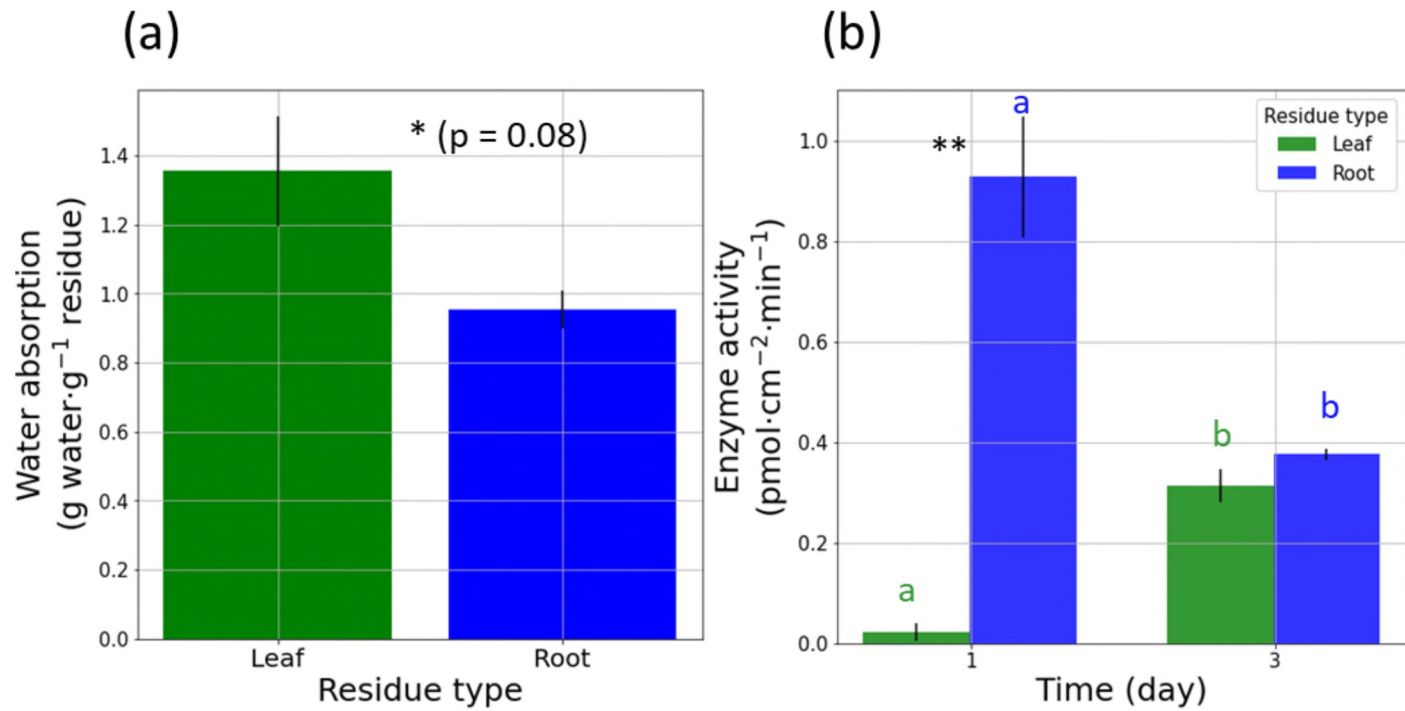 (a)
* (p = 0.08)
Water absorption
(g water·g⁻¹ residue)
1.4
1.2
1.0
0.8
0.6
0.4
0.2
0.0
Leaf
Root
Residue type
(b)
a
**
Residue type
Leaf
Root
Enzyme activity
(pmol·cm⁻²·min⁻¹)
1.0
0.8
0.6
0.4
0.2
0.0
b
b
a
1
3
Time (day)